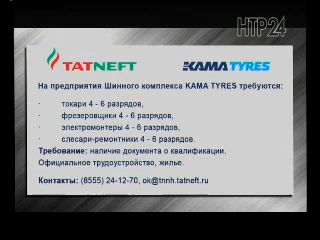 НТР24
TATNEFT KAMA TYRES
На предприятия Шинного комплекса KAMA TYRES требуются:
· токари 4 - 6 разрядов,
· фрезеровщики 4 - 6 разрядов,
· электромонтеры 4 - 6 разрядов,
· слесари-ремонтники 4 - 6 разрядов.
Требование: наличие документа о квалификации.
Официальное трудоустройство, жилье.
Контакты: (8555) 24-12-70, ok@tnnh.tatneft.ru